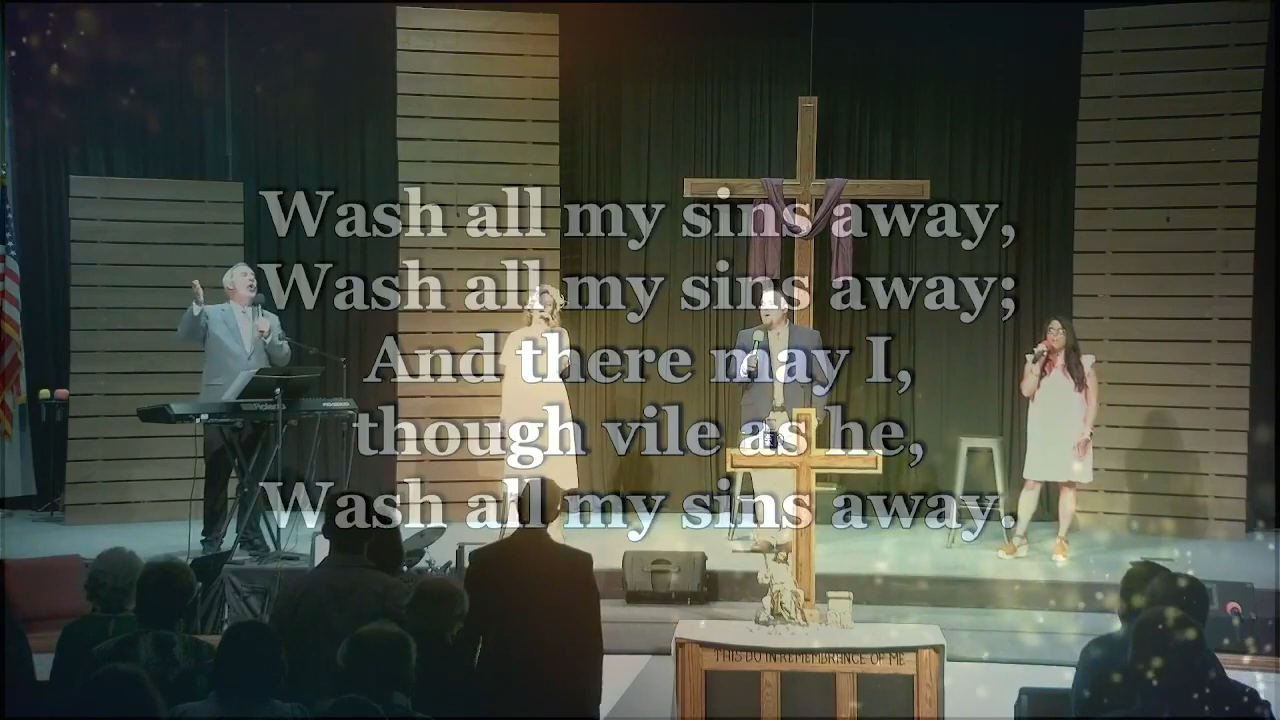 Wash all my sins away,
Wash all my sins away;
And there may I,
though vile as he,
Wash all my sins away.
THIS DO IN REMEMBRANCE OF ME